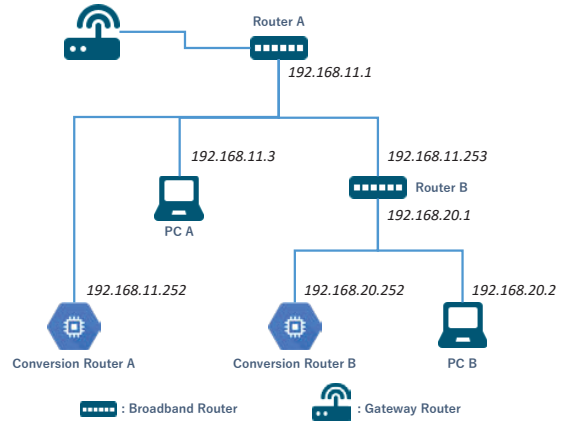 Router A
192.168.11.1
192.168.11.3
192.168.11.253
Router B
192.168.20.1
PC A
192.168.11.252
192.168.20.252
192.168.20.2
Conversion Router A
Conversion Router B
PC B
: Broadband Router
: Gateway Router